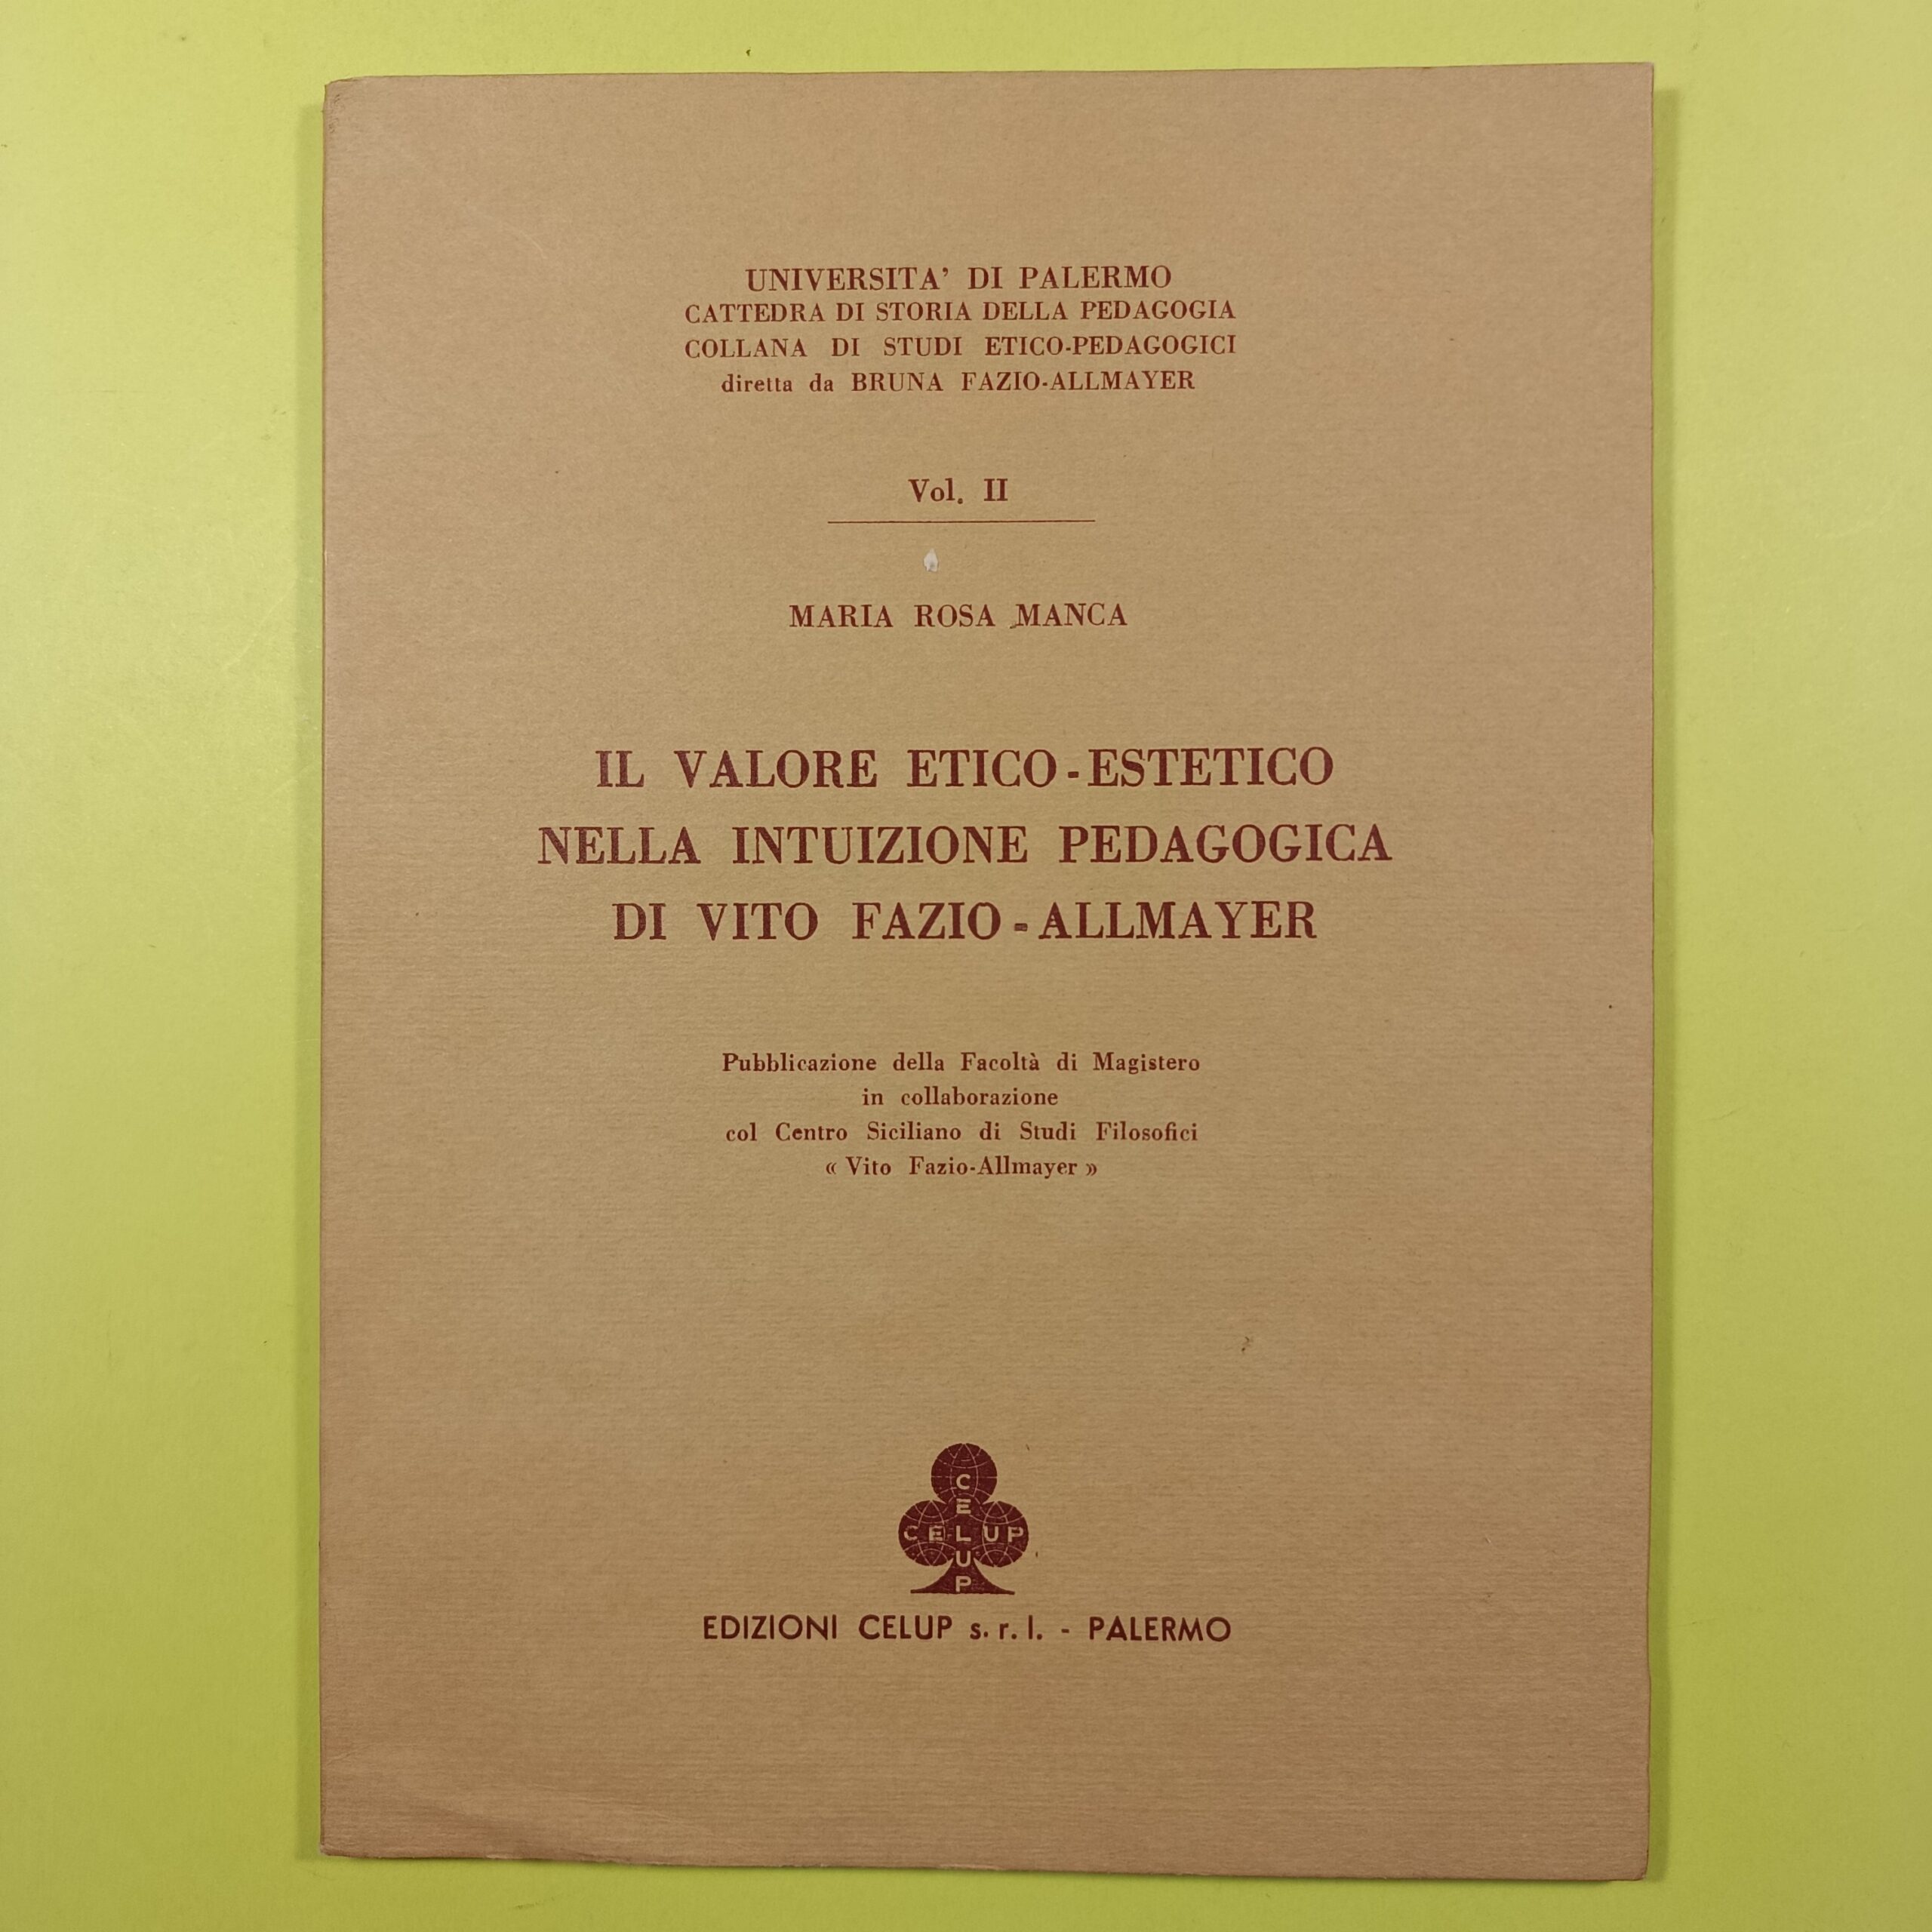 UNIVERSITA' DI PALERMO
CATTEDRA DI STORIA DELLA PEDAGOGIA
COLLANA DI STUDI ETICO-PEDAGOGICI
diretta da BRUNA FAZIO-ALLMAYER
Vol. II
MARIA ROSA MANCA
IL VALORE ETICO-ESTETICO
NELLA INTUIZIONE PEDAGOGICA
DI VITO FAZIO-ALLMAYER
Pubblicazione della Facoltà di Magistero
in collaborazione
col Centro Siciliano di Studi Filosofici
« Vito Fazio-Allmayer »
CELUP
CELUP
EDIZIONI CELUP s. r. l. - PALERMO